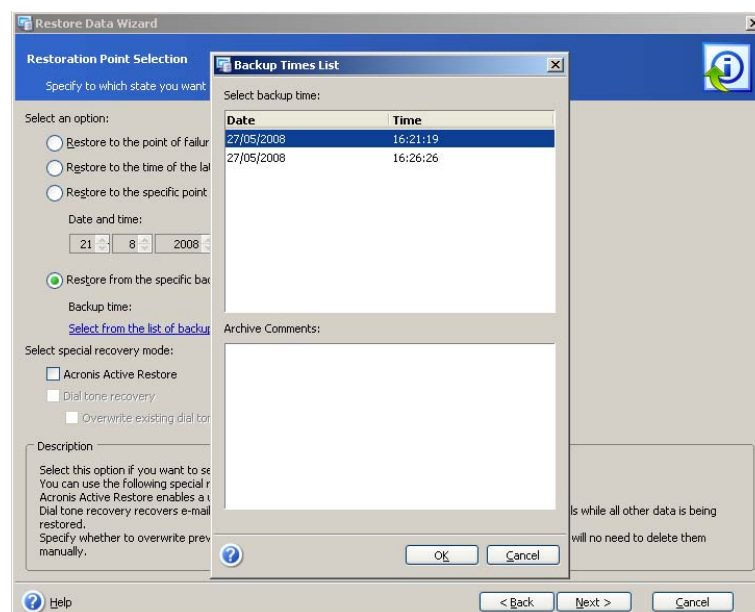 Restore Data Wizard
Restoration Point Selection
Specify to which state you want
Select an option:
Restore to the point of failur
Restore to the time of the la
Restore to the specific point
Date and time:
21 8 2008
Restore from the specific bac
Backup time:
Select from the list of backup
Select special recovery mode:
Acronis Active Restore
Dial tone recovery
Overwrite existing dial ton
Description
Select this option if you want to se
You can use the following special r
Acronis Active Restore enables a u
Dial tone recovery recovers e-mail
ls while all other data is being
restored.
Specify whether to overwrite prev
will no need to delete them
manually.
Help
< Back
Next >
Cancel
Backup Times List
Select backup time:
Date Time
27/05/2008 16:21:19
27/05/2008 16:26:26
Archive Comments:
OK
Cancel